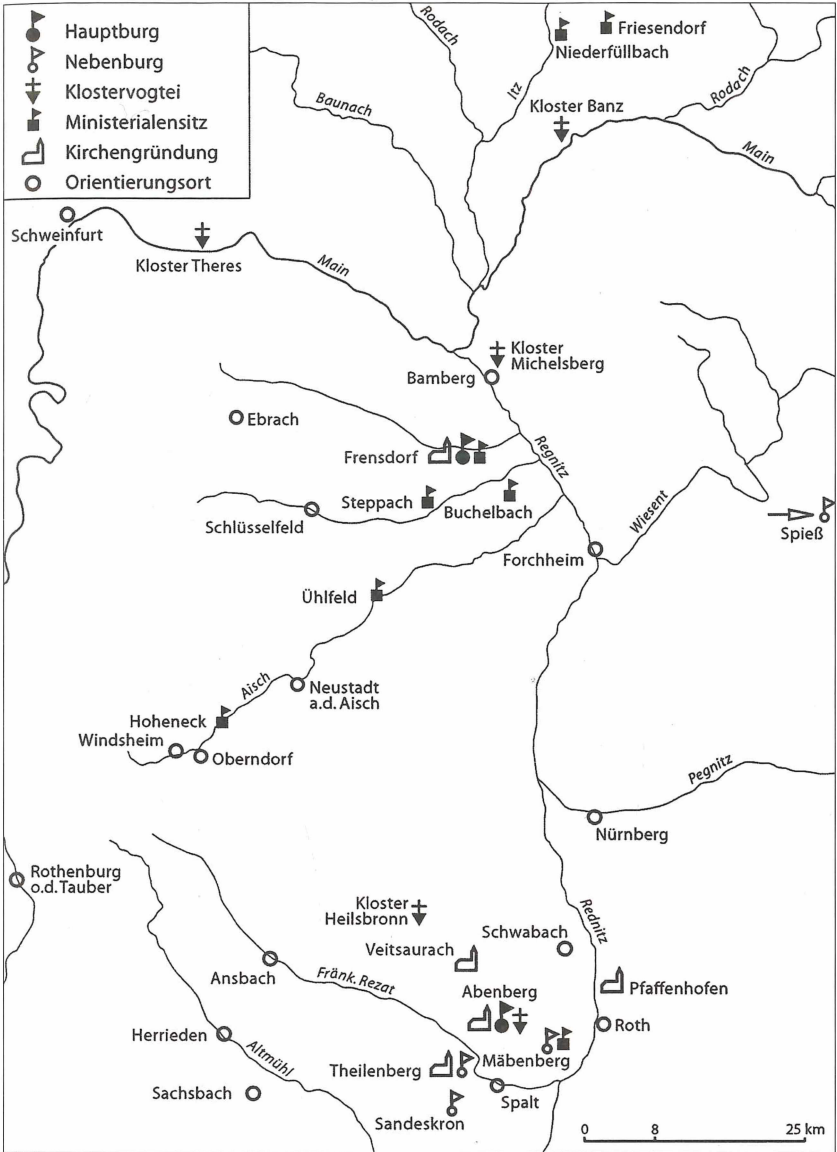 Hauptburg
Nebenburg
Klostervogtei
Ministerialensitz
Kirchengründung
Orientierungsort
Rodach
Friesendorf
Niederfüllbach
Itz
Baunach
Kloster Banz
Rodach
Main
Schweinfurt
Kloster Theres
Main
Kloster
Michelsberg
Bamberg
Ebrach
Frensdorf
Regnitz
Steppach
Buchelbach
Schlüsselfeld
Wiesent
Spieß
Forchheim
Ühlfeld
Aisch
Neustadt
a.d. Aisch
Hoheneck
Windsheim
Oberndorf
Pegnitz
Nürnberg
Rothenburg
o.d. Tauber
Kloster
Heilsbronn
Rednitz
Schwabach
Veitsaurach
Ansbach
Fränk. Rezat
Abenberg
Pfaffenhofen
Roth
Herrieden
Altmühl
Mäbenberg
Theilenberg
Sachsbach
Spalt
Sandeskron
0 8 25 km